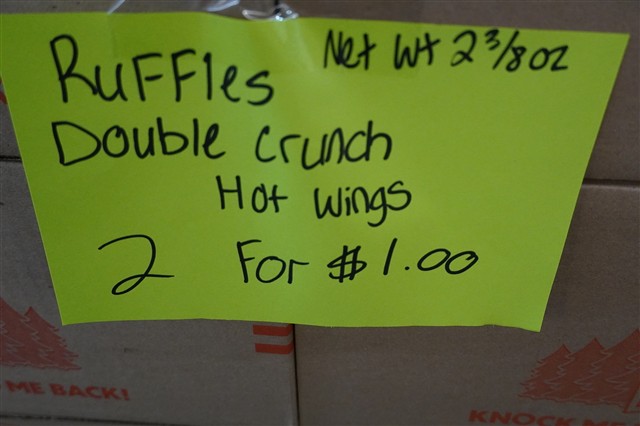 Ruffles Net Wt 2 3/8 oz
Double Crunch
Hot Wings
2 For $1.00
ME BACK!
KNOCK ME